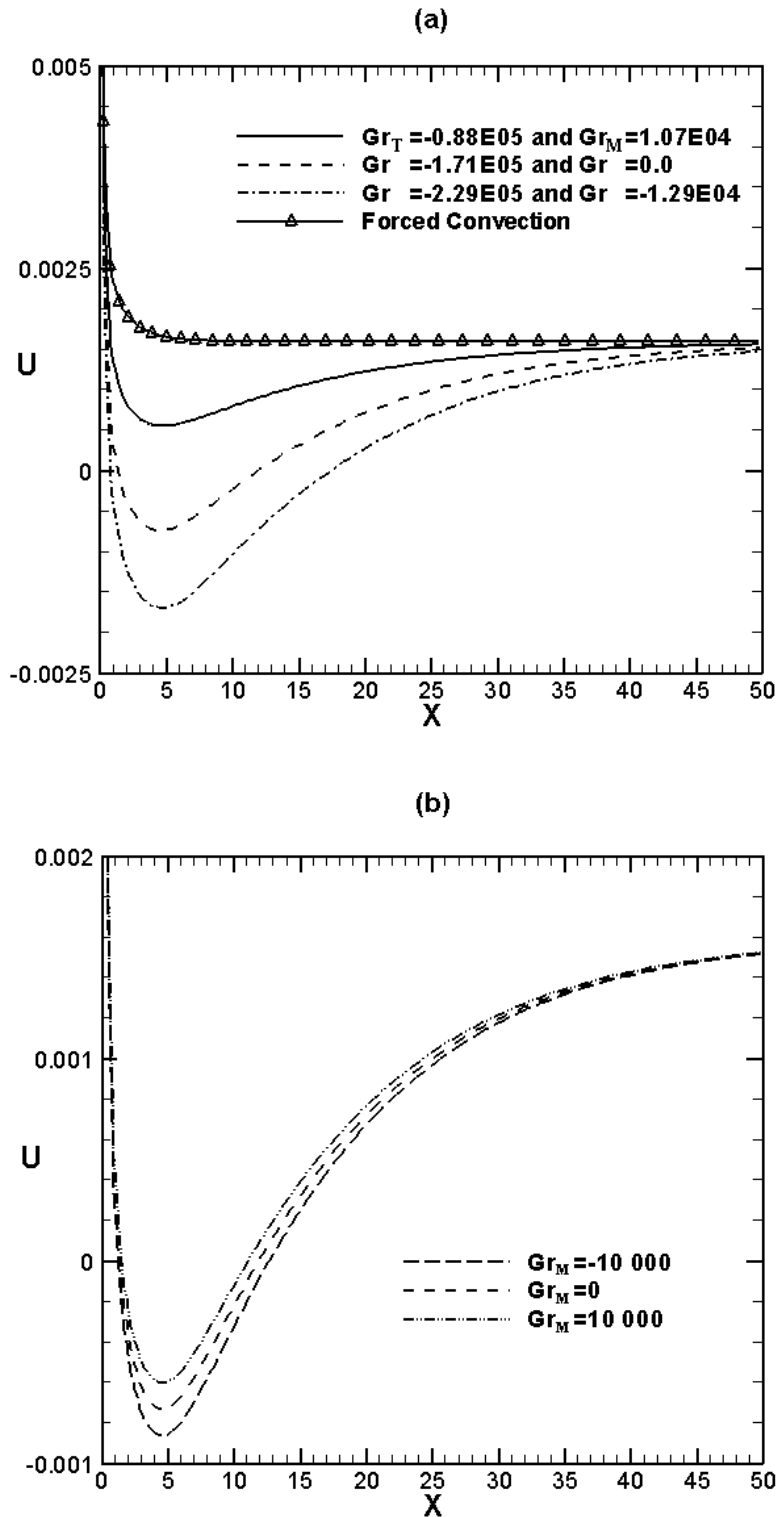 (a)
0.005
0.0025
0
-0.0025
U
Gr_T =-0.88E05 and Gr_M=1.07E04
Gr =-1.71E05 and Gr =0.0
Gr =-2.29E05 and Gr =-1.29E04
Forced Convection
0 5 10 15 20 25 30 35 40 45 50
X
(b)
0.002
0.001
0
-0.001
U
Gr_M=-10 000
Gr_M=0
Gr_M=10 000
0 5 10 15 20 25 30 35 40 45 50
X